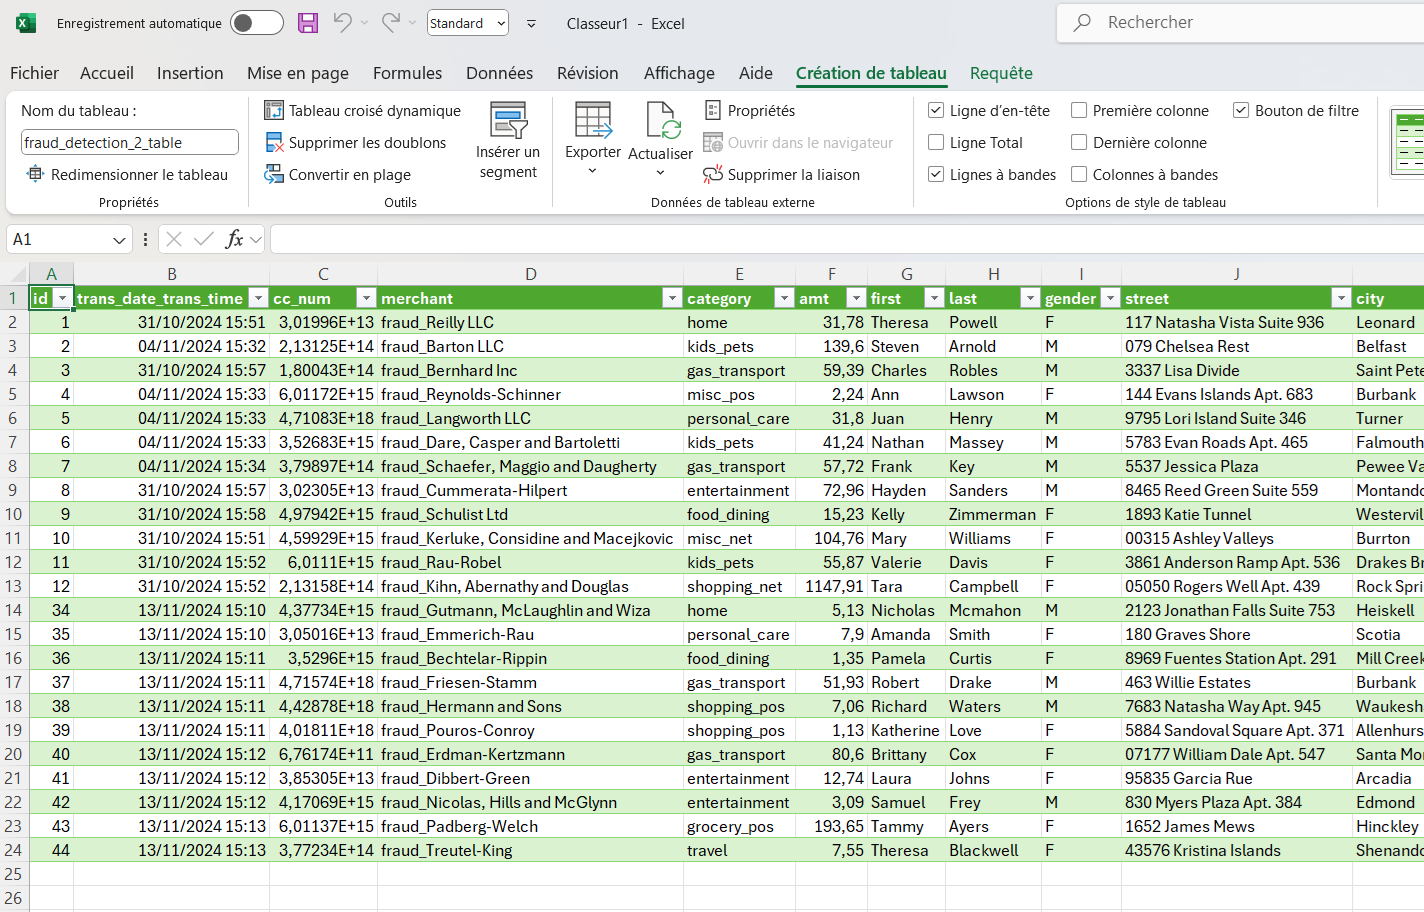 Enregistrement automatique Standard Classeur1 - Excel Rechercher
Fichier Accueil Insertion Mise en page Formules Données Révision Affichage Aide Création de tableau Requête
Nom du tableau :
fraud_detection_2_table
Redimensionner le tableau
Propriétés
Tableau croisé dynamique
Supprimer les doublons
Convertir en plage
Insérer un
segment
Outils
Exporter
Actualiser
Propriétés
Ouvrir dans le navigateur
Supprimer la liaison
Données de tableau externe
Ligne d’en-tête Première colonne Bouton de filtre
Ligne Total Dernière colonne
Lignes à bandes Colonnes à bandes
Options de style de tableau
A1 fx
A B C D E F G H I J
1 id trans_date_trans_time cc_num merchant category amt first last gender street city
2 1 31/10/2024 15:51 3,01996E+13 fraud_Reilly LLC home 31,78 Theresa Powell F 117 Natasha Vista Suite 936 Leonard
3 2 04/11/2024 15:32 2,13125E+14 fraud_Barton LLC kids_pets 139,6 Steven Arnold M 079 Chelsea Rest Belfast
4 3 31/10/2024 15:57 1,80043E+14 fraud_Bernhard Inc gas_transport 59,39 Charles Robles M 3337 Lisa Divide Saint Pete
5 4 04/11/2024 15:33 6,01172E+15 fraud_Reynolds-Schinner misc_pos 2,24 Ann Lawson F 144 Evans Islands Apt. 683 Burbank
6 5 04/11/2024 15:33 4,71083E+18 fraud_Langworth LLC personal_care 31,8 Juan Henry M 9795 Lori Island Suite 346 Turner
7 6 04/11/2024 15:33 3,52683E+15 fraud_Dare, Casper and Bartoletti kids_pets 41,24 Nathan Massey M 5783 Evan Roads Apt. 465 Falmouth
8 7 04/11/2024 15:34 3,79897E+14 fraud_Schaefer, Maggio and Daugherty gas_transport 57,72 Frank Key M 5537 Jessica Plaza Pewee Va
9 8 31/10/2024 15:57 3,02305E+13 fraud_Cummerata-Hilpert entertainment 72,96 Hayden Sanders M 8465 Reed Green Suite 559 Montando
10 9 31/10/2024 15:58 4,97942E+15 fraud_Schulist Ltd food_dining 15,23 Kelly Zimmerman F 1893 Katie Tunnel Westervil
11 10 31/10/2024 15:51 4,59929E+15 fraud_Kerluke, Considine and Macejkovic misc_net 104,76 Mary Williams F 00315 Ashley Valleys Burrton
12 11 31/10/2024 15:52 6,0111E+15 fraud_Rau-Robel kids_pets 55,87 Valerie Davis F 3861 Anderson Ramp Apt. 536 Drakes Br
13 12 31/10/2024 15:52 2,13158E+14 fraud_Kihn, Abernathy and Douglas shopping_net 1147,91 Tara Campbell F 05050 Rogers Well Apt. 439 Rock Spri
14 34 13/11/2024 15:10 4,37734E+15 fraud_Gutmann, McLaughlin and Wiza home 5,13 Nicholas Mcmahon M 2123 Jonathan Falls Suite 753 Heiskell
15 35 13/11/2024 15:10 3,05016E+13 fraud_Emmerich-Rau personal_care 7,9 Amanda Smith F 180 Graves Shore Scotia
16 36 13/11/2024 15:11 3,5296E+15 fraud_Bechtelar-Rippin food_dining 1,35 Pamela Curtis F 8969 Fuentes Station Apt. 291 Mill Creek
17 37 13/11/2024 15:11 4,71574E+18 fraud_Friesen-Stamm gas_transport 51,93 Robert Drake M 463 Willie Estates Burbank
18 38 13/11/2024 15:11 4,42878E+18 fraud_Hermann and Sons shopping_pos 7,06 Richard Waters M 7683 Natasha Way Apt. 945 Waukesh
19 39 13/11/2024 15:11 4,01811E+18 fraud_Pouros-Conroy shopping_pos 1,13 Katherine Love F 5884 Sandoval Square Apt. 371 Allenhurs
20 40 13/11/2024 15:12 6,76174E+11 fraud_Erdman-Kertzmann gas_transport 80,6 Brittany Cox F 07177 William Dale Apt. 547 Santa Mo
21 41 13/11/2024 15:12 3,85305E+13 fraud_Dibbert-Green entertainment 12,74 Laura Johns F 95835 Garcia Rue Arcadia
22 42 13/11/2024 15:12 4,17069E+15 fraud_Nicolas, Hills and McGlynn entertainment 3,09 Samuel Frey M 830 Myers Plaza Apt. 384 Edmond
23 43 13/11/2024 15:13 6,01137E+15 fraud_Padberg-Welch grocery_pos 193,65 Tammy Ayers F 1652 James Mews Hinckley
24 44 13/11/2024 15:13 3,77234E+14 fraud_Treutel-King travel 7,55 Theresa Blackwell F 43576 Kristina Islands Shenando
25
26